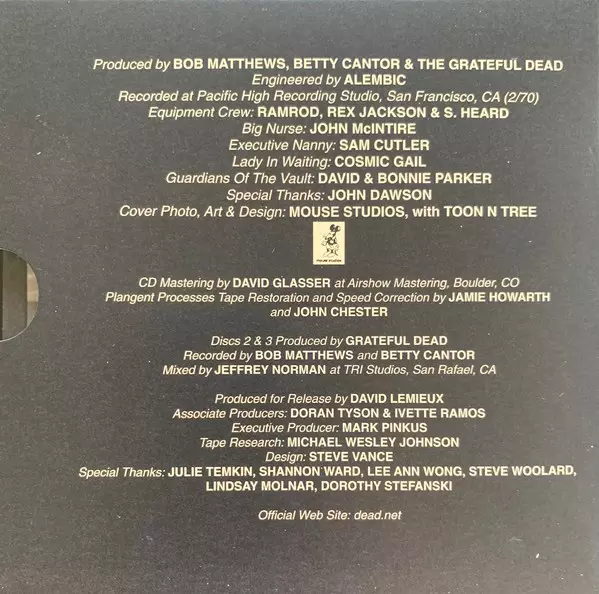 Produced by BOB MATTHEWS, BETTY CANTOR & THE GRATEFUL DEAD
Engineered by ALEMBIC
Recorded at Pacific High Recording Studio, San Francisco, CA (2/70)
Equipment Crew: RAMROD, REX JACKSON & S. HEARD
Big Nurse: JOHN McINTIRE
Executive Nanny: SAM CUTLER
Lady In Waiting: COSMIC GAIL
Guardians Of The Vault: DAVID & BONNIE PARKER
Special Thanks: JOHN DAWSON
Cover Photo, Art & Design: MOUSE STUDIOS, with TOON N TREE
MOUSE STUDIOS
CD Mastering by DAVID GLASSER at Airshow Mastering, Boulder, CO
Plangent Processes Tape Restoration and Speed Correction by JAMIE HOWARTH
and JOHN CHESTER
Discs 2 & 3 Produced by GRATEFUL DEAD
Recorded by BOB MATTHEWS and BETTY CANTOR
Mixed by JEFFREY NORMAN at TRI Studios, San Rafael, CA
Produced for Release by DAVID LEMIEUX
Associate Producers: DORAN TYSON & IVETTE RAMOS
Executive Producer: MARK PINKUS
Tape Research: MICHAEL WESLEY JOHNSON
Design: STEVE VANCE
Special Thanks: JULIE TEMKIN, SHANNON WARD, LEE ANN WONG, STEVE WOOLARD,
LINDSAY MOLNAR, DOROTHY STEFANSKI
Official Web Site: dead.net